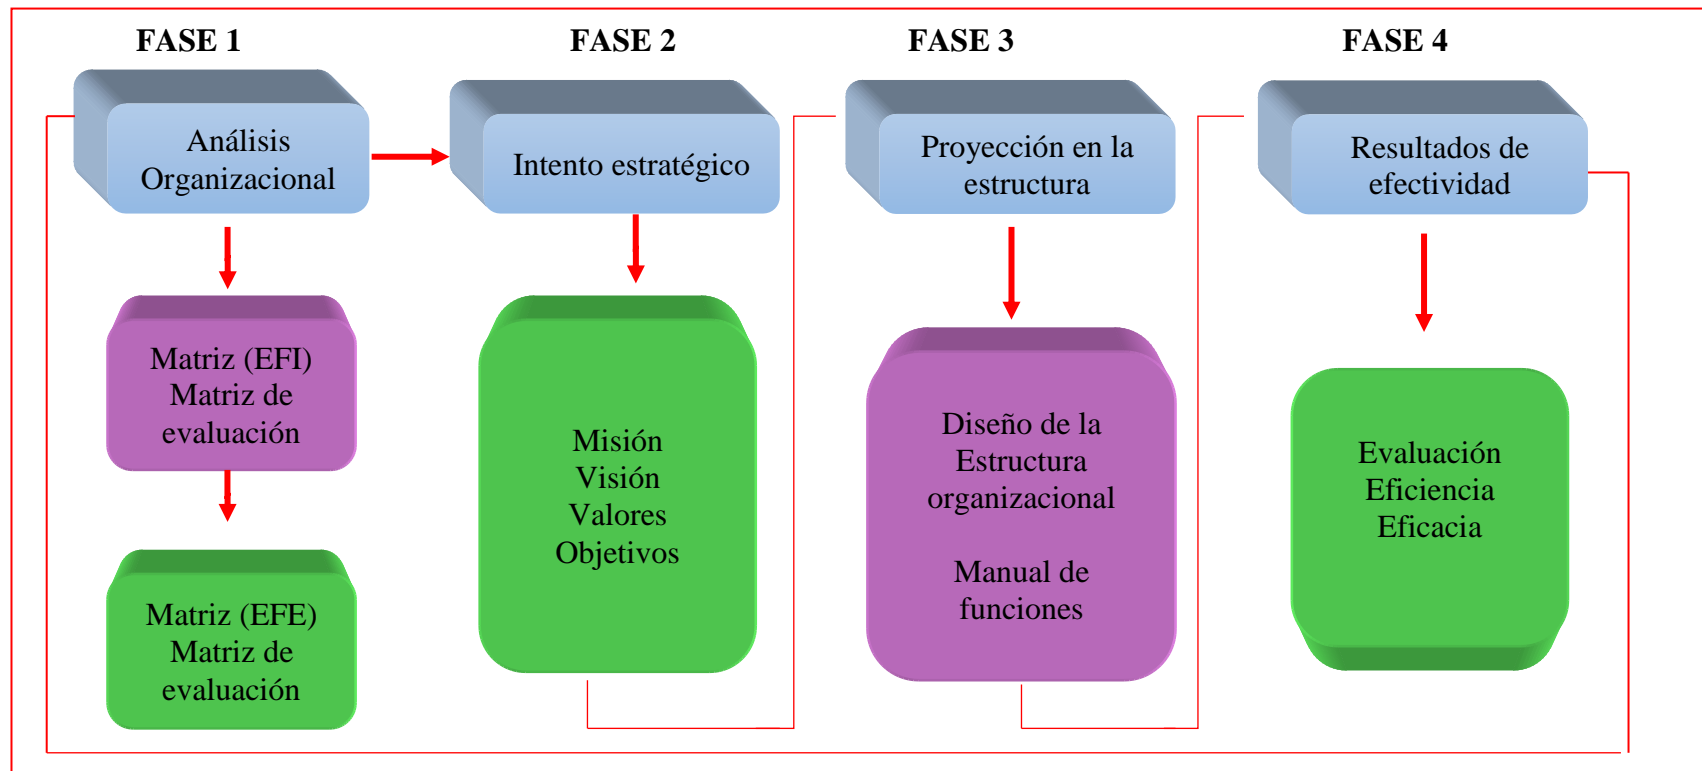 FASE 1
Análisis
Organizacional
Matriz (EFI)
Matriz de
evaluación
Matriz (EFE)
Matriz de
evaluación
FASE 2
Intento estratégico
Misión
Visión
Valores
Objetivos
FASE 3
Proyección en la
estructura
Diseño de la
Estructura
organizacional
Manual de
funciones
FASE 4
Resultados de
efectividad
Evaluación
Eficiencia
Eficacia